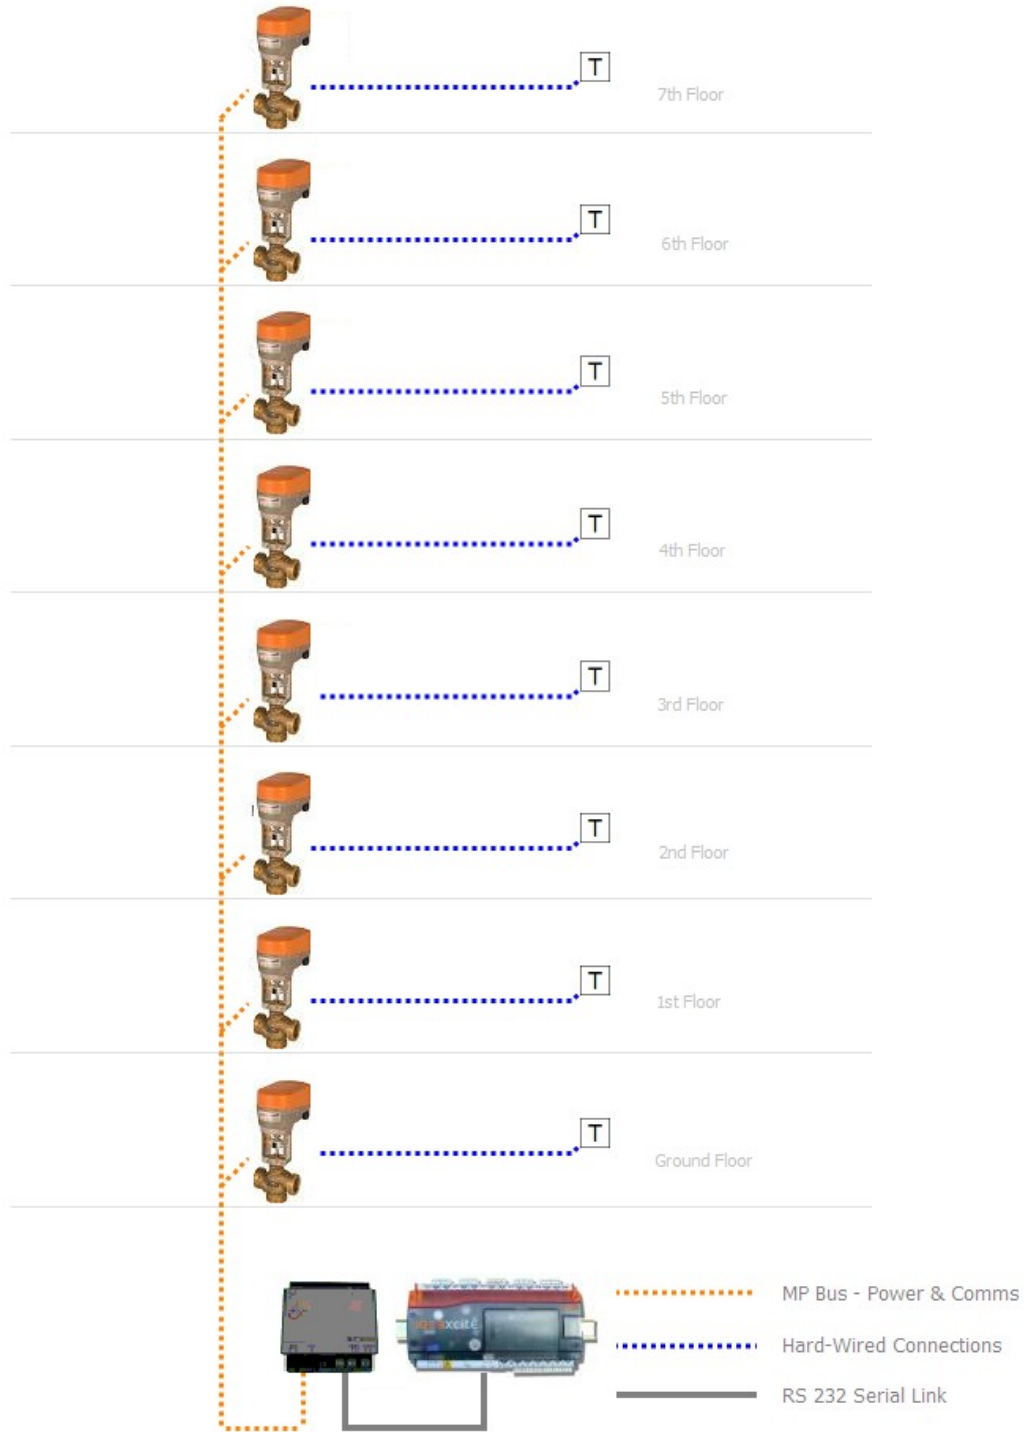 T
7th Floor
T
6th Floor
T
5th Floor
T
4th Floor
T
3rd Floor
T
2nd Floor
T
1st Floor
T
Ground Floor
xcite
MP Bus - Power & Comms
Hard-Wired Connections
RS 232 Serial Link